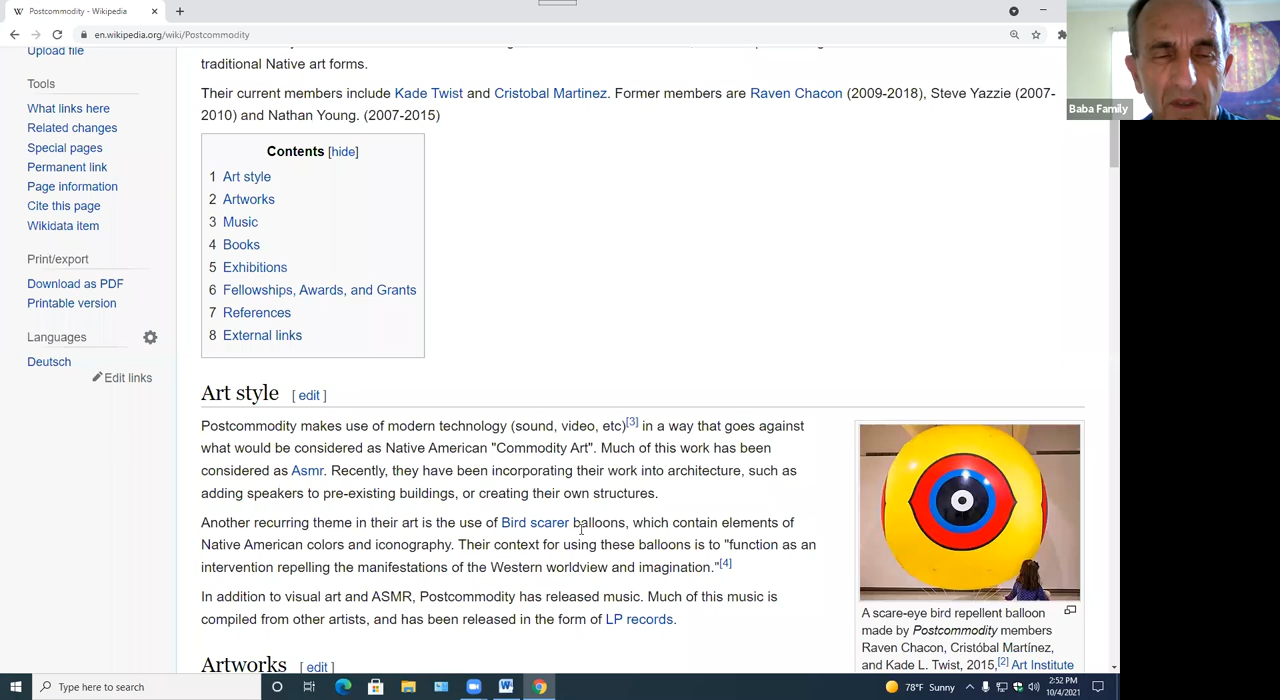 Postcommodity - Wikipedia
en.wikipedia.org/wiki/Postcommodity
Baba Family
Upload file
Tools
What links here
Related changes
Special pages
Permanent link
Page information
Cite this page
Wikidata item
Print/export
Download as PDF
Printable version
Languages
Deutsch
Edit links
traditional Native art forms.
Their current members include Kade Twist and Cristobal Martinez. Former members are Raven Chacon (2009-2018), Steve Yazzie (2007-
2010) and Nathan Young. (2007-2015)
Contents [hide]
1 Art style
2 Artworks
3 Music
4 Books
5 Exhibitions
6 Fellowships, Awards, and Grants
7 References
8 External links
Art style [ edit ]
Postcommodity makes use of modern technology (sound, video, etc)[3] in a way that goes against
what would be considered as Native American "Commodity Art". Much of this work has been
considered as Asmr. Recently, they have been incorporating their work into architecture, such as
adding speakers to pre-existing buildings, or creating their own structures.
Another recurring theme in their art is the use of Bird scarer balloons, which contain elements of
Native American colors and iconography. Their context for using these balloons is to "function as an
intervention repelling the manifestations of the Western worldview and imagination."[4]
In addition to visual art and ASMR, Postcommodity has released music. Much of this music is
compiled from other artists, and has been released in the form of LP records.
A scare-eye bird repellent balloon
made by Postcommodity members
Raven Chacon, Cristóbal Martínez,
and Kade L. Twist, 2015,[2] Art Institute
Artworks [ edit ]
Type here to search
78°F Sunny
2:52 PM
10/4/2021